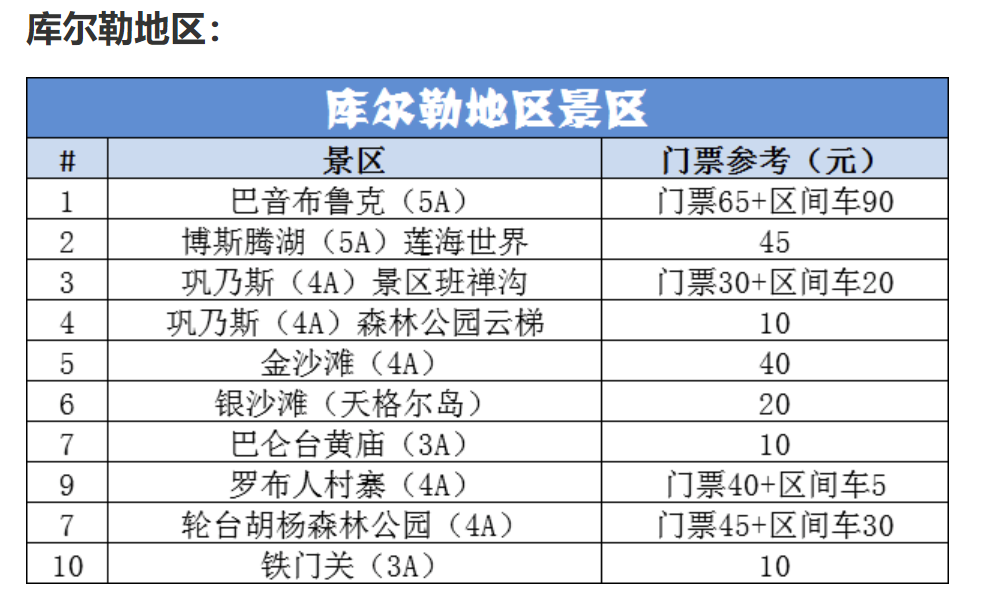 库尔勒地区：
库尔勒地区景区
# 景区 门票参考（元）
1 巴音布鲁克（5A） 门票65+区间车90
2 博斯腾湖（5A）莲海世界 45
3 巩乃斯（4A）景区班禅沟 门票30+区间车20
4 巩乃斯（4A）森林公园云梯 10
5 金沙滩（4A） 40
6 银沙滩（天格尔岛） 20
7 巴仑台黄庙（3A） 10
9 罗布人村寨（4A） 门票40+区间车5
7 轮台胡杨森林公园（4A） 门票45+区间车30
10 铁门关（3A） 10